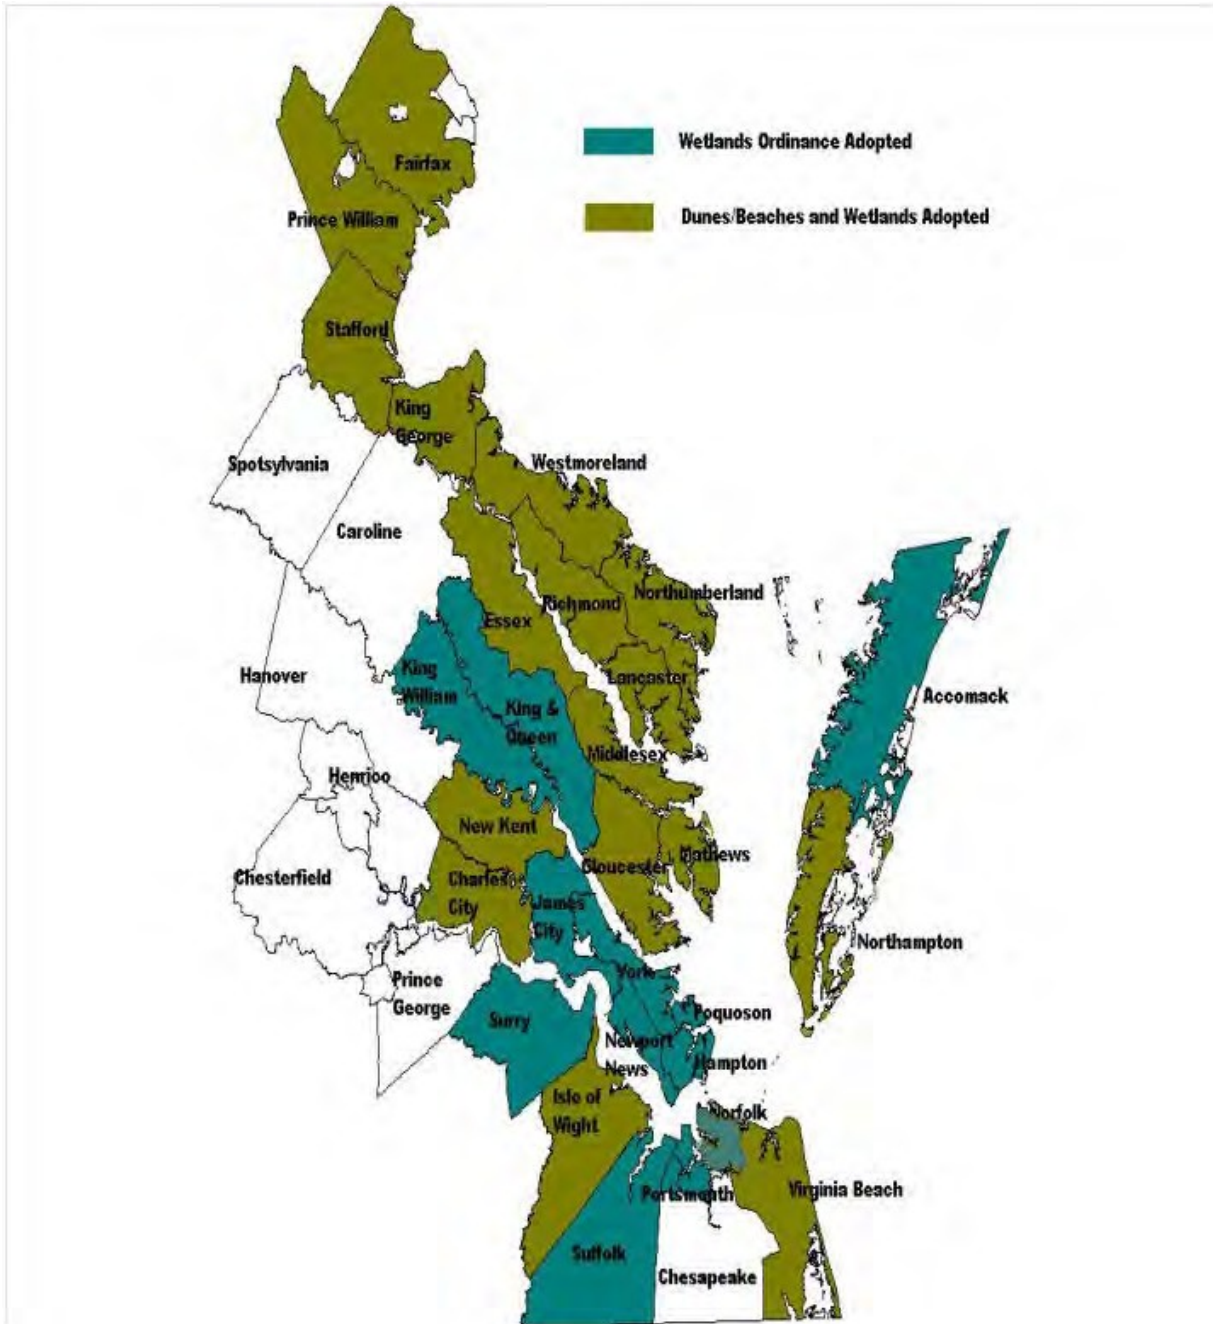 Wetlands Ordinance Adopted
Fairfax
Dunes/Beaches and Wetlands Adopted
Prince William
Stafford
King
George
Spotsylvania
Westmoreland
Caroline
Northumberland
Richmond
Essex
Hanover
King
William
Lancaster
Accomack
King &
Queen
Middlesex
Henrico
New Kent
Mathews
Gloucester
Chesterfield
Charles
City
James
City
Northampton
York
Prince
George
Surry
Poquoson
Newport
News
Hampton
Isle of
Wight
Norfolk
Virginia Beach
Portsmouth
Suffolk
Chesapeake